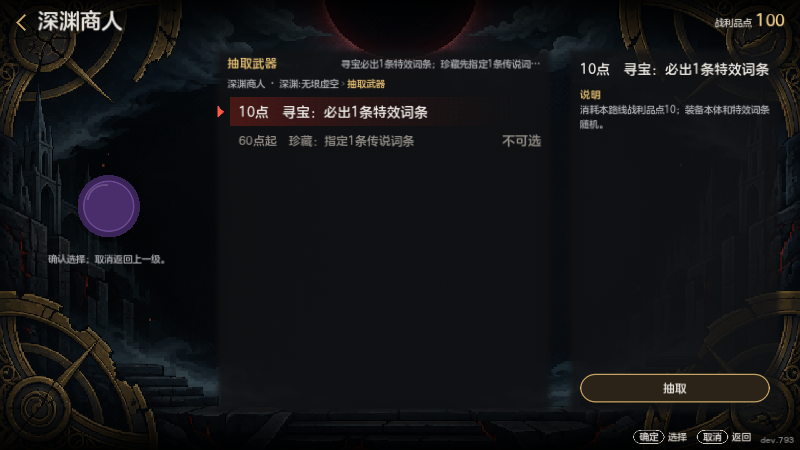 深渊商人
战利品点 100
抽取武器
寻宝必出1条特效词条；珍藏先指定1条传说词…
深渊商人 · 深渊:无垠虚空 · 抽取武器
10点 寻宝：必出1条特效词条
60点起 珍藏：指定1条传说词条 不可选
确认选择；取消返回上一级。
10点 寻宝：必出1条特效词条
说明
消耗本路线战利品点10；装备本体和特效词条
随机。
抽取
确定 选择 取消 返回
dev.793